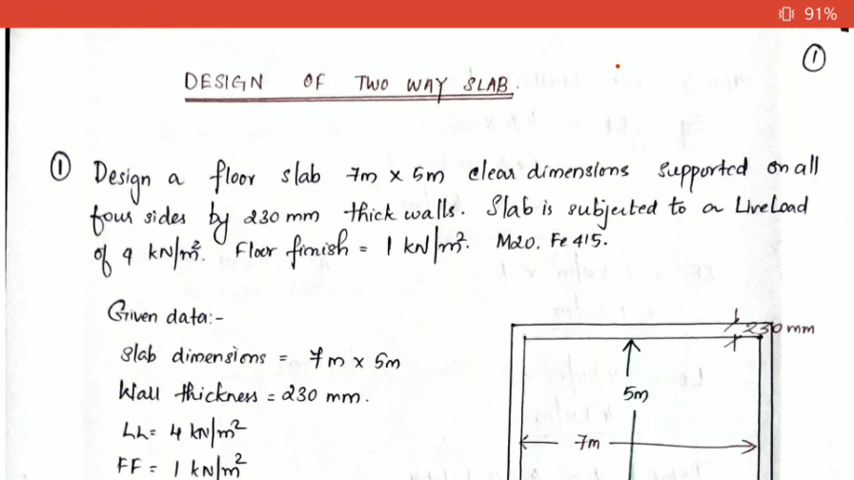 91%
1
DESIGN OF TWO WAY SLAB.
1 Design a floor slab 7m x 5m clear dimensions supported on all
four sides by 230 mm thick walls. Slab is subjected to a Live Load
of 4 kN/m². Floor finish = 1 kN/m². M20. Fe 415.
Given data:-
Slab dimensions = 7m x 5m
Wall thickness = 230 mm.
LL= 4 kN/m²
FF = 1 kN/m²
230 mm
5m
7m